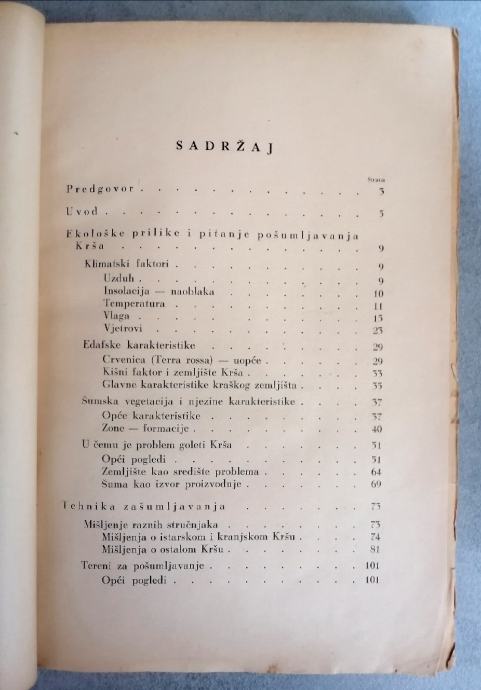 SADRŽAJ
Strana
Predgovor . . . . . . . . . . . . . 3
Uvod . . . . . . . . . . . . . . 5
Ekološke prilike i pitanje pošumljavanja
Krša . . . . . . . . . . . . . 9
Klimatski faktori . . . . . . . . . . . 9
Uzduh . . . . . . . . . . . . . 9
Insolacija — naoblaka . . . . . . . . 10
Temperatura . . . . . . . . . . . 11
Vlaga . . . . . . . . . . . . . 15
Vjetrovi . . . . . . . . . . . . 23
Edafske karakteristike . . . . . . . . . 29
Crvenica (Terra rossa) — uopće . . . . . . 29
Kišni faktor i zemljište Krša . . . . . . . 33
Glavne karakteristike kraškog zemljišta . . . . 35
Šumska vegetacija i njezine karakteristike . . . . 37
Opće karakteristike . . . . . . . . . 37
Zone — formacije . . . . . . . . . . 40
U čemu je problem goleti Krša . . . . . . . 51
Opći pogledi . . . . . . . . . . . 51
Zemljište kao središte problema . . . . . . 64
Šuma kao izvor proizvodnje . . . . . . . 69
Tehnika zašumljavanja . . . . . . . . 73
Mišljenje raznih stručnjaka . . . . . . . . 73
Mišljenja o istarskom i kranjskom Kršu . . . . 74
Mišljenja o ostalom Kršu . . . . . . . . 81
Tereni za pošumljavanje . . . . . . . . . 101
Opći pogledi . . . . . . . . . . . 101